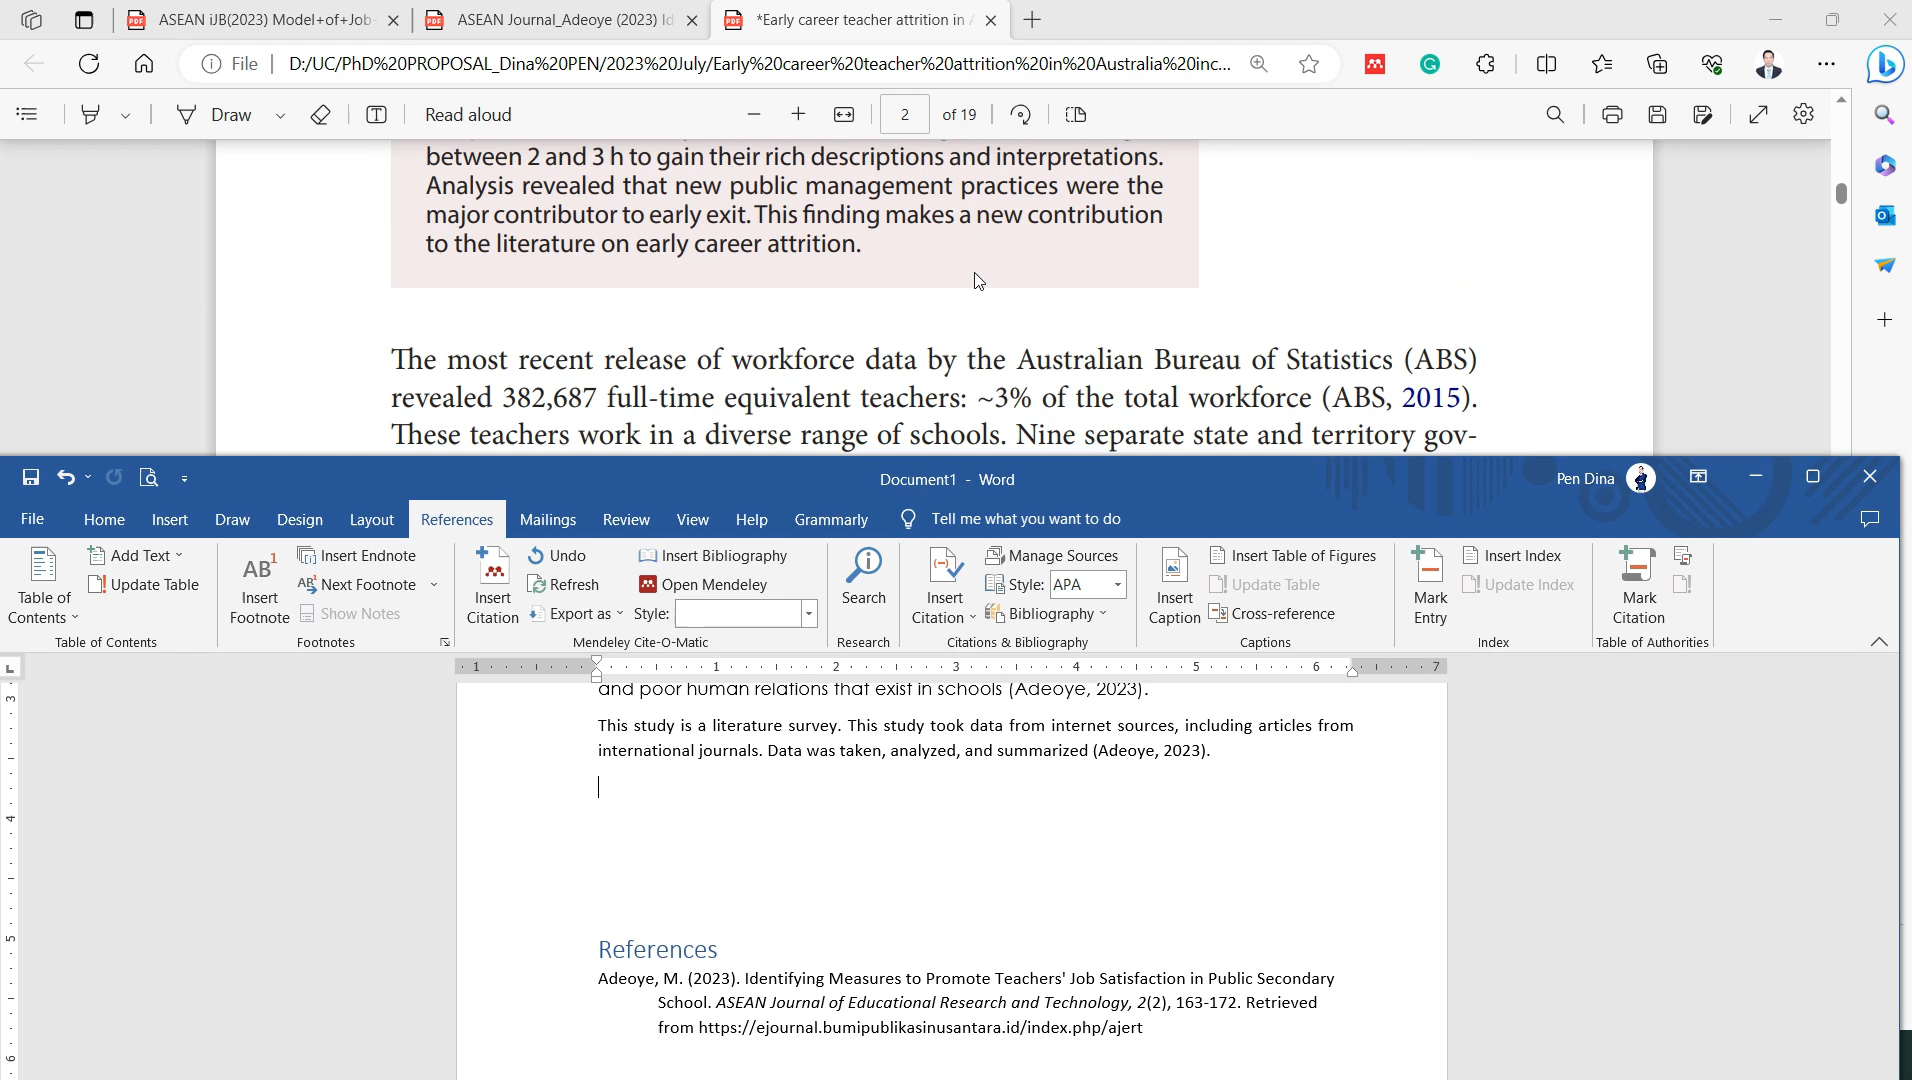 ASEAN iJB(2023) Model+of+Job-
ASEAN Journal_Adeoye (2023) Id
*Early career teacher attrition in A
File
D:/UC/PhD%20PROPOSAL_Dina%20PEN/2023%20July/Early%20career%20teacher%20attrition%20in%20Australia%20inc...
Draw
Read aloud
2
of 19
between 2 and 3 h to gain their rich descriptions and interpretations.
Analysis revealed that new public management practices were the
major contributor to early exit. This finding makes a new contribution
to the literature on early career attrition.
The most recent release of workforce data by the Australian Bureau of Statistics (ABS)
revealed 382,687 full-time equivalent teachers: ~3% of the total workforce (ABS, 2015).
These teachers work in a diverse range of schools. Nine separate state and territory gov-
Document1 - Word
Pen Dina
File
Home
Insert
Draw
Design
Layout
References
Mailings
Review
View
Help
Grammarly
Tell me what you want to do
Table of
Contents
Add Text
Update Table
Table of Contents
AB1
Insert
Footnote
Insert Endnote
Next Footnote
Show Notes
Footnotes
Insert
Citation
Undo
Refresh
Export as
Insert Bibliography
Open Mendeley
Style:
Mendeley Cite-O-Matic
Search
Research
Insert
Citation
Manage Sources
Style: APA
Bibliography
Citations & Bibliography
Insert
Caption
Insert Table of Figures
Update Table
Cross-reference
Captions
Mark
Entry
Insert Index
Update Index
Index
Mark
Citation
Table of Authorities
1 1 2 3 4 5 6 7
3
4
5
6
and poor human relations that exist in schools (Adeoye, 2023).
This study is a literature survey. This study took data from internet sources, including articles from
international journals. Data was taken, analyzed, and summarized (Adeoye, 2023).
References
Adeoye, M. (2023). Identifying Measures to Promote Teachers' Job Satisfaction in Public Secondary
School. ASEAN Journal of Educational Research and Technology, 2(2), 163-172. Retrieved
from https://ejournal.bumipublikasinusantara.id/index.php/ajert